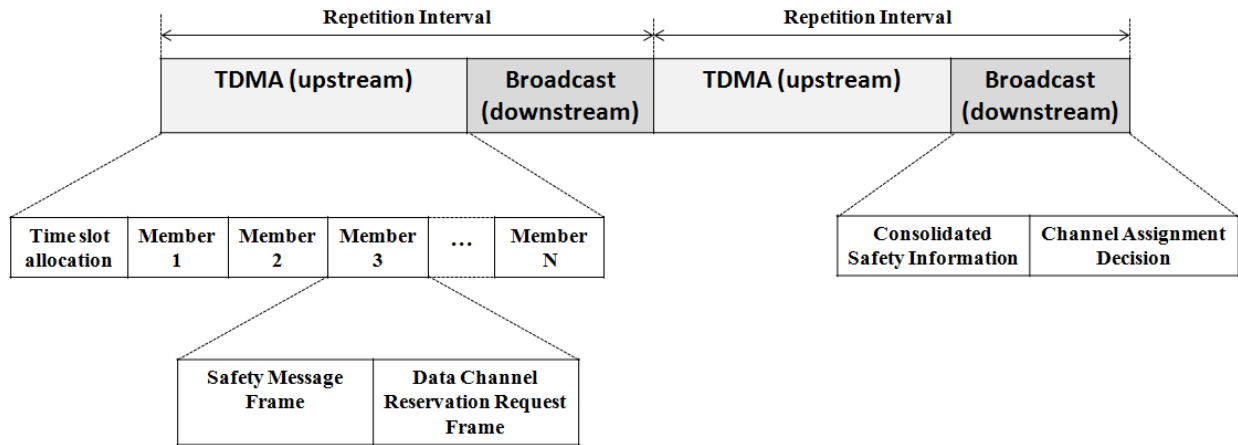 Repetition Interval
Repetition Interval
TDMA (upstream)
Broadcast
(downstream)
TDMA (upstream)
Broadcast
(downstream)
Time slot
allocation
Member
1
Member
2
Member
3
...
Member
N
Consolidated
Safety Information
Channel Assignment
Decision
Safety Message
Frame
Data Channel
Reservation Request
Frame